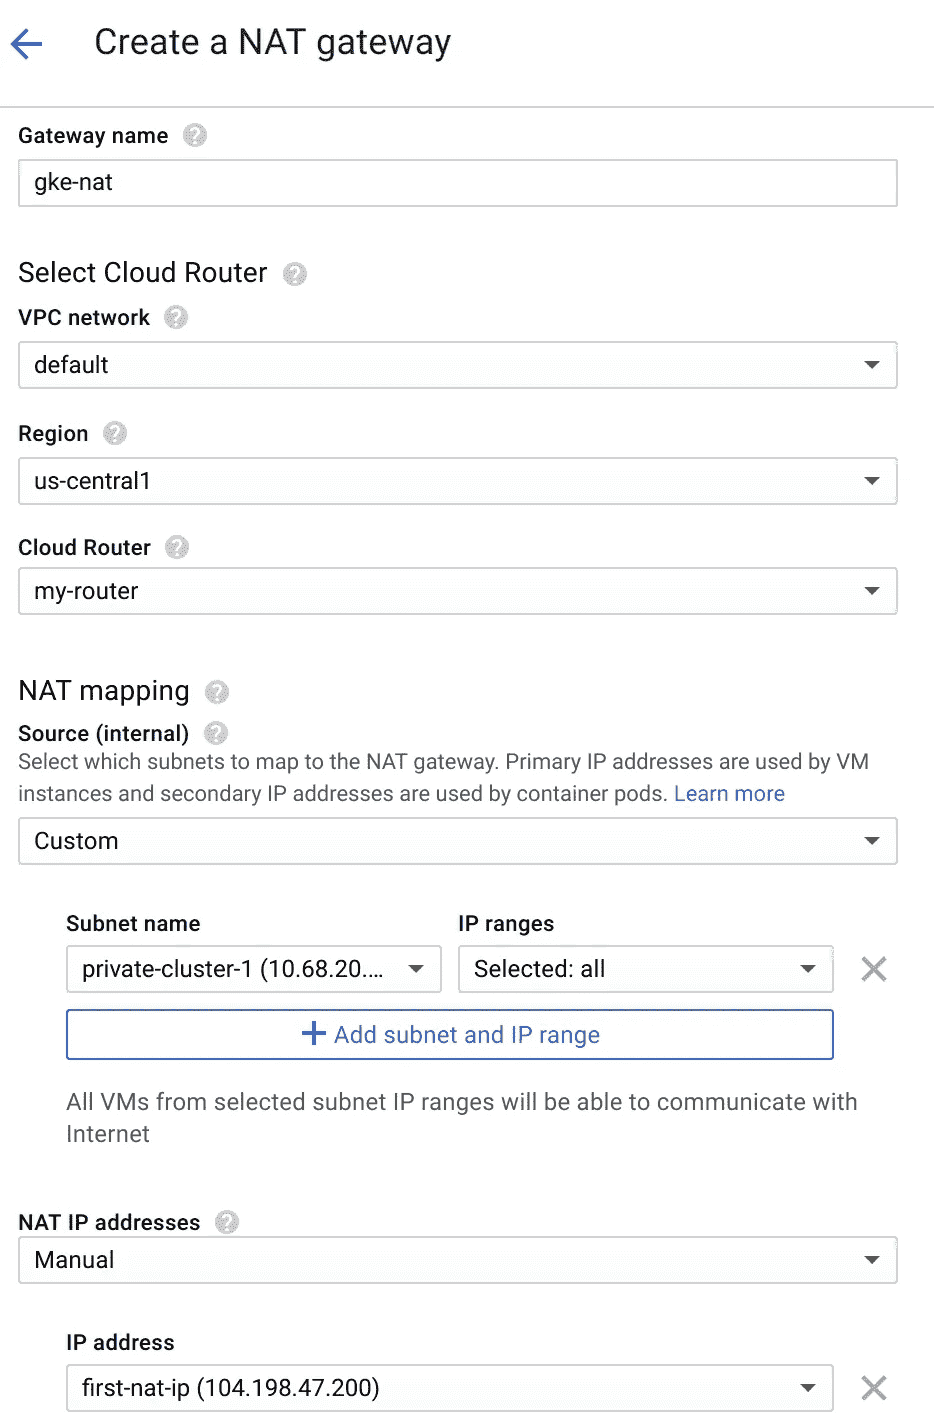 Create a NAT gateway
Gateway name
gke-nat
Select Cloud Router
VPC network
default
Region
us-central1
Cloud Router
my-router
NAT mapping
Source (internal)
Select which subnets to map to the NAT gateway. Primary IP addresses are used by VM
instances and secondary IP addresses are used by container pods. Learn more
Custom
Subnet name IP ranges
private-cluster-1 (10.68.20.... Selected: all
+ Add subnet and IP range
All VMs from selected subnet IP ranges will be able to communicate with
Internet
NAT IP addresses
Manual
IP address
first-nat-ip (104.198.47.200)